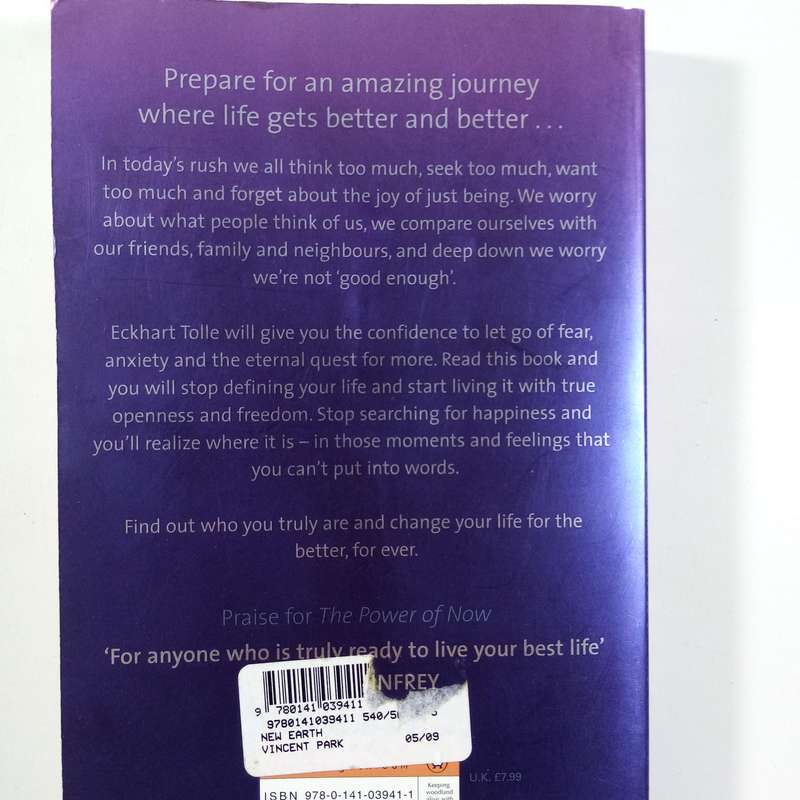 Prepare for an amazing journey
where life gets better and better ...
In today's rush we all think too much, seek too much, want
too much and forget about the joy of just being. We worry
about what people think of us, we compare ourselves with
our friends, family and neighbours, and deep down we worry
we're not 'good enough'.
Eckhart Tolle will give you the confidence to let go of fear,
anxiety and the eternal quest for more. Read this book and
you will stop defining your life and start living it with true
openness and freedom. Stop searching for happiness and
you'll realize where it is – in those moments and feelings that
you can't put into words.
Find out who you truly are and change your life for the
better, for ever.
Praise for The Power of Now
'For anyone who is truly ready to live your best life'
NFREY
9 780141 039411
9780141039411 540/5
NEW EARTH
VINCENT PARK 05/09
U.K. £7.99
ISBN 978-0-141-03941-1
Keeping
woodland
alive with